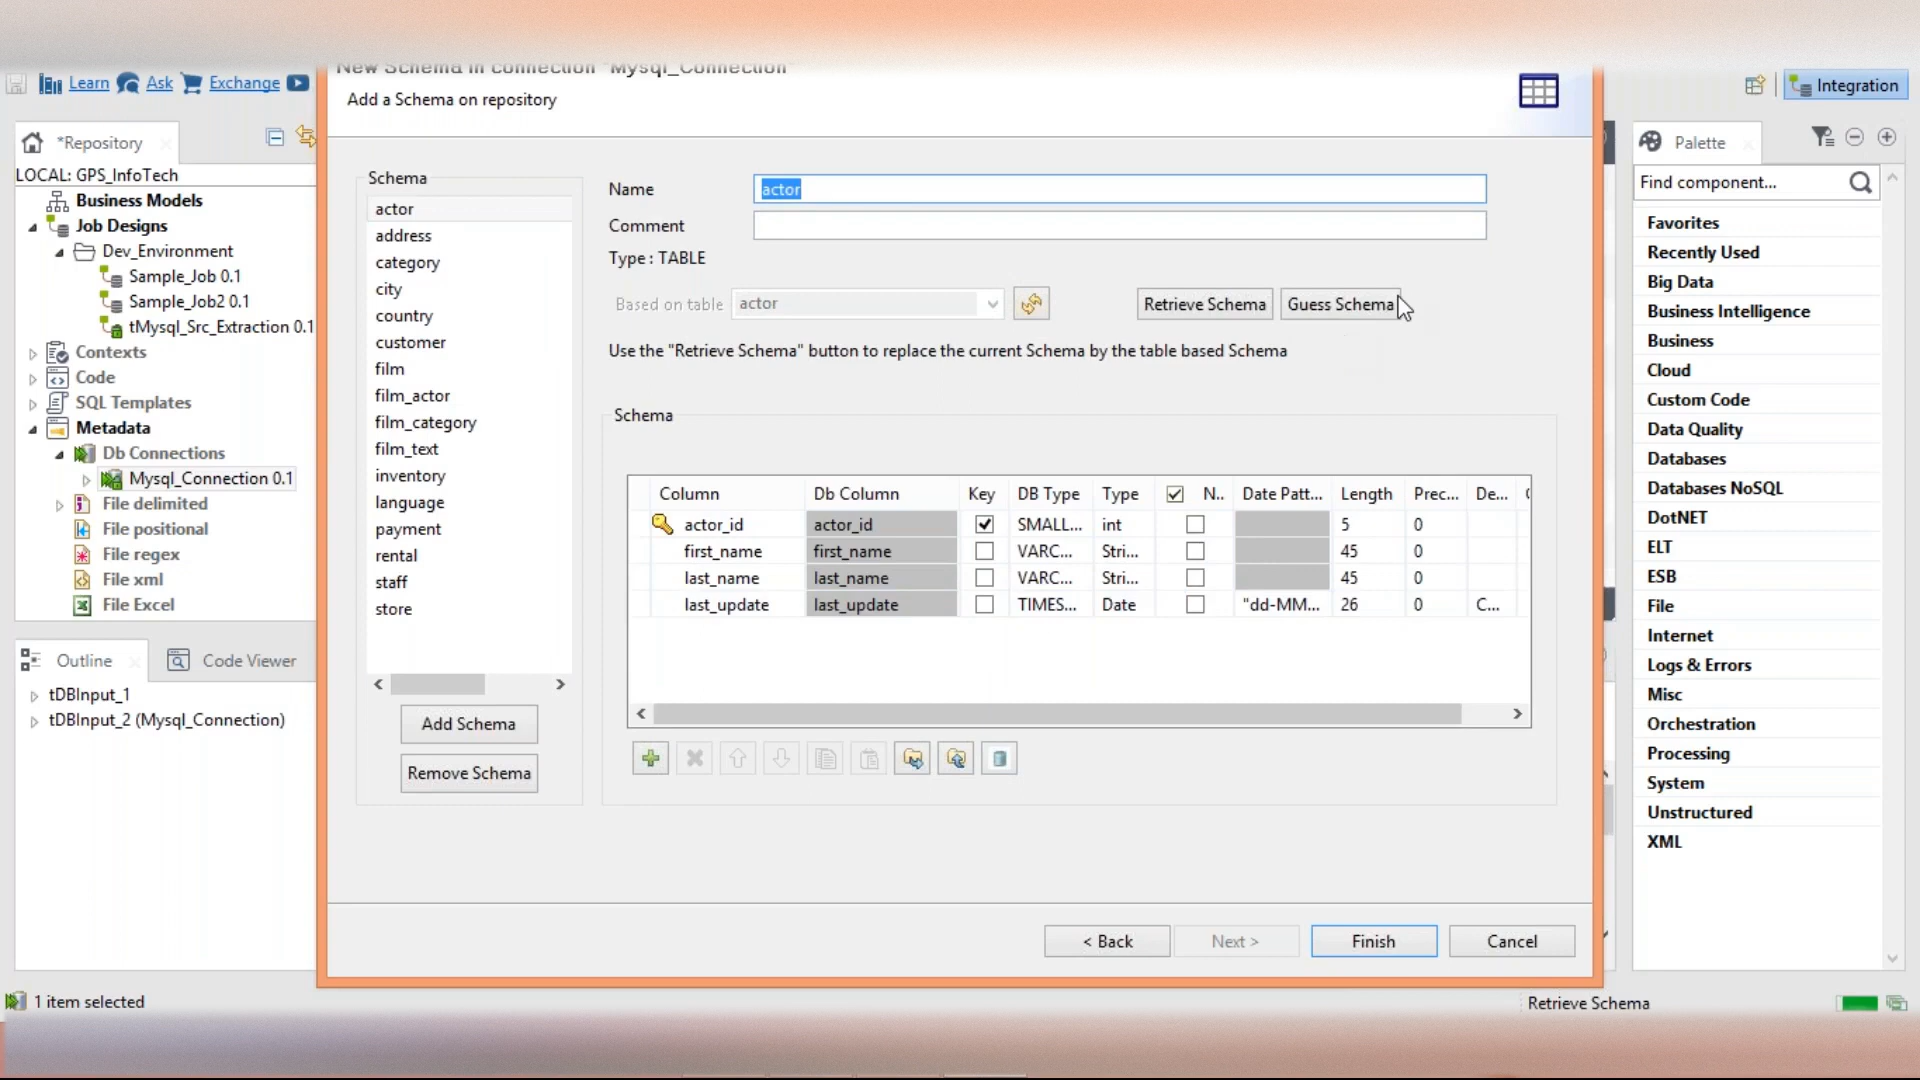 New Schema in connection "Mysql_Connection"
Add a Schema on repository
Learn Ask Exchange
Integration
*Repository
LOCAL: GPS_InfoTech
Business Models
Job Designs
Dev_Environment
Sample_Job 0.1
Sample_Job2 0.1
tMysql_Src_Extraction 0.1
Contexts
Code
SQL Templates
Metadata
Db Connections
Mysql_Connection 0.1
File delimited
File positional
File regex
File xml
File Excel
Outline Code Viewer
tDBInput_1
tDBInput_2 (Mysql_Connection)
1 item selected
Schema
actor
address
category
city
country
customer
film
film_actor
film_category
film_text
inventory
language
payment
rental
staff
store
Add Schema
Remove Schema
Name actor
Comment
Type : TABLE
Based on table actor Retrieve Schema Guess Schema
Use the "Retrieve Schema" button to replace the current Schema by the table based Schema
Schema
Column Db Column Key DB Type Type N.. Date Patt... Length Prec... De...
actor_id actor_id SMALL... int 5 0
first_name first_name VARC... Stri... 45 0
last_name last_name VARC... Stri... 45 0
last_update last_update TIMES... Date "dd-MM... 26 0 C...
< Back Next > Finish Cancel
Palette
Find component...
Favorites
Recently Used
Big Data
Business Intelligence
Business
Cloud
Custom Code
Data Quality
Databases
Databases NoSQL
DotNET
ELT
ESB
File
Internet
Logs & Errors
Misc
Orchestration
Processing
System
Unstructured
XML
Retrieve Schema